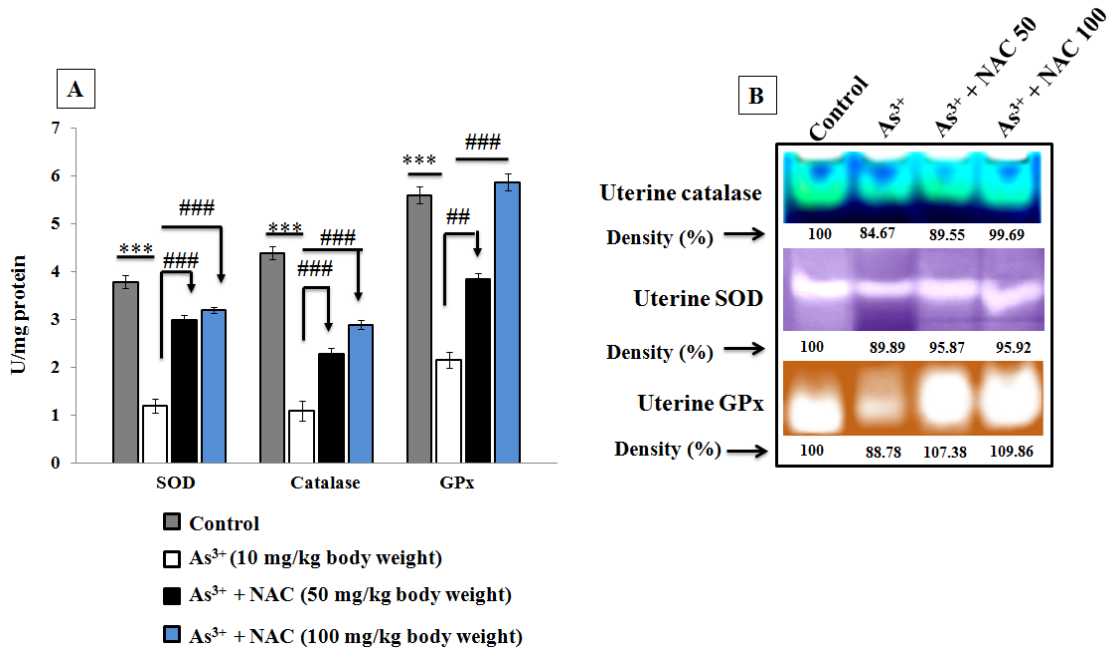 A
7
6
5
4
3
2
1
0
U/mg protein
***
###
###
***
###
###
***
##
###
SOD
Catalase
GPx
Control
As³⁺ (10 mg/kg body weight)
As³⁺ + NAC (50 mg/kg body weight)
As³⁺ + NAC (100 mg/kg body weight)
B
Control
As³⁺
As³⁺ + NAC 50
As³⁺ + NAC 100
Uterine catalase
Density (%) 100 84.67 89.55 99.69
Uterine SOD
Density (%) 100 89.89 95.87 95.92
Uterine GPx
Density (%) 100 88.78 107.38 109.86